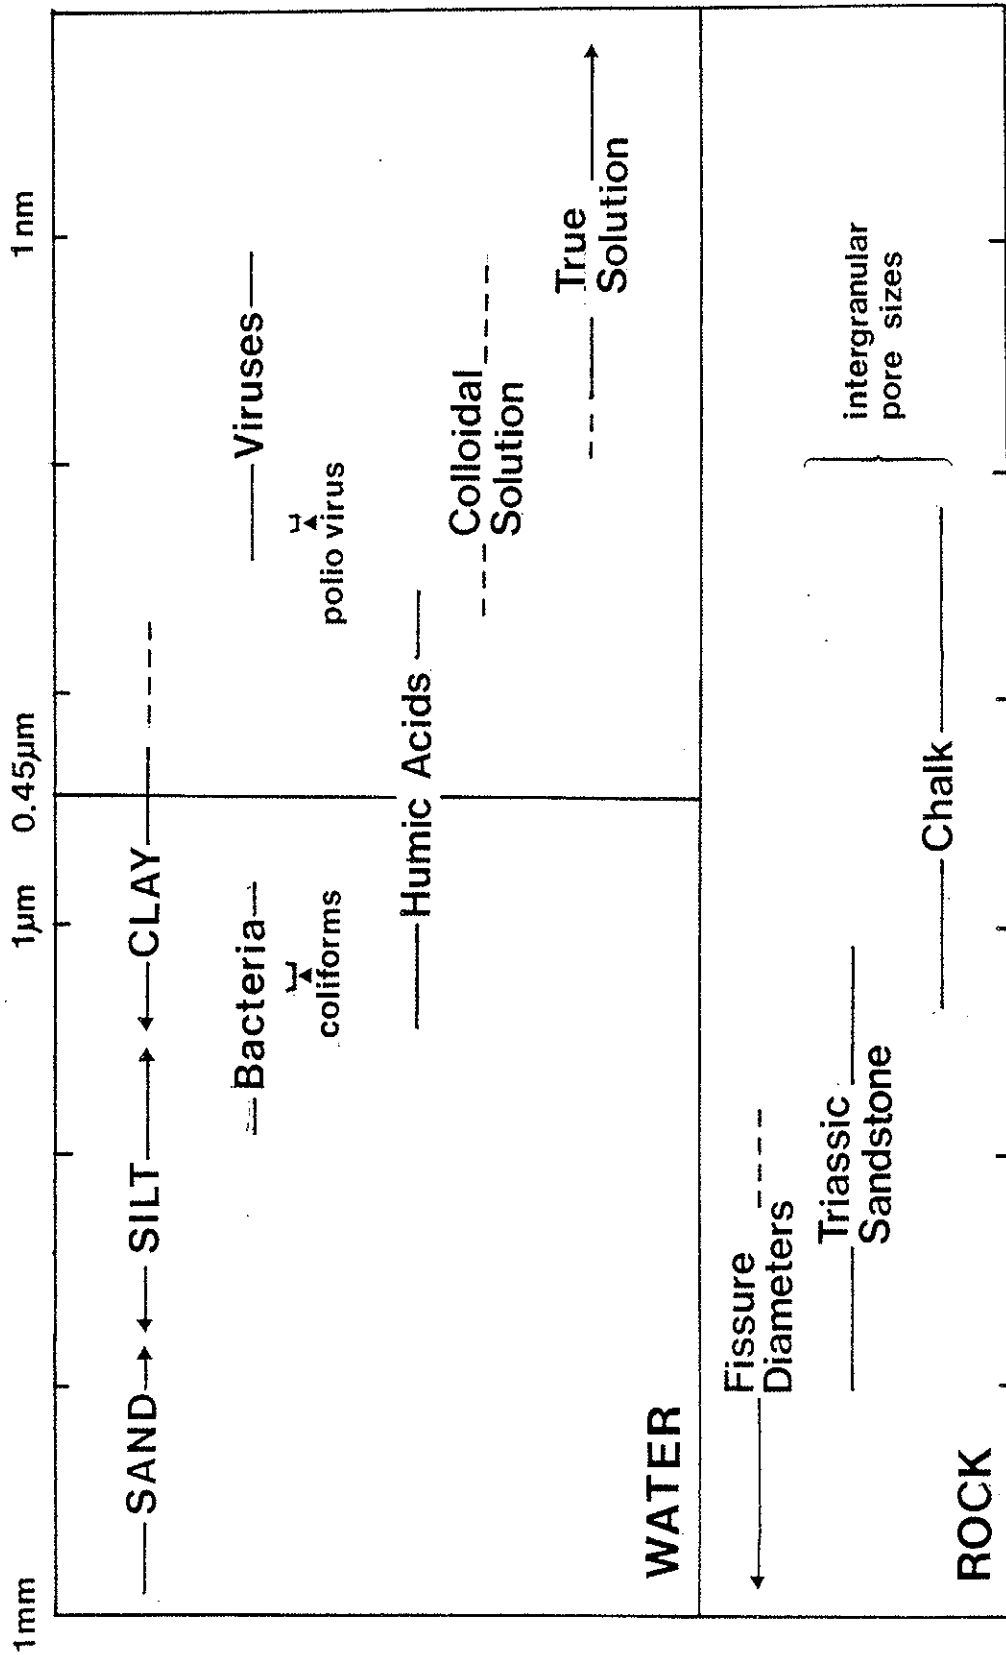 1mm
1µm
0.45µm
1nm
SAND
SILT
CLAY
Bacteria
Viruses
coliforms
polio virus
Humic Acids
Colloidal
Solution
True
Solution
WATER
Fissure
Diameters
Triassic
Sandstone
intergranular
pore sizes
Chalk
ROCK